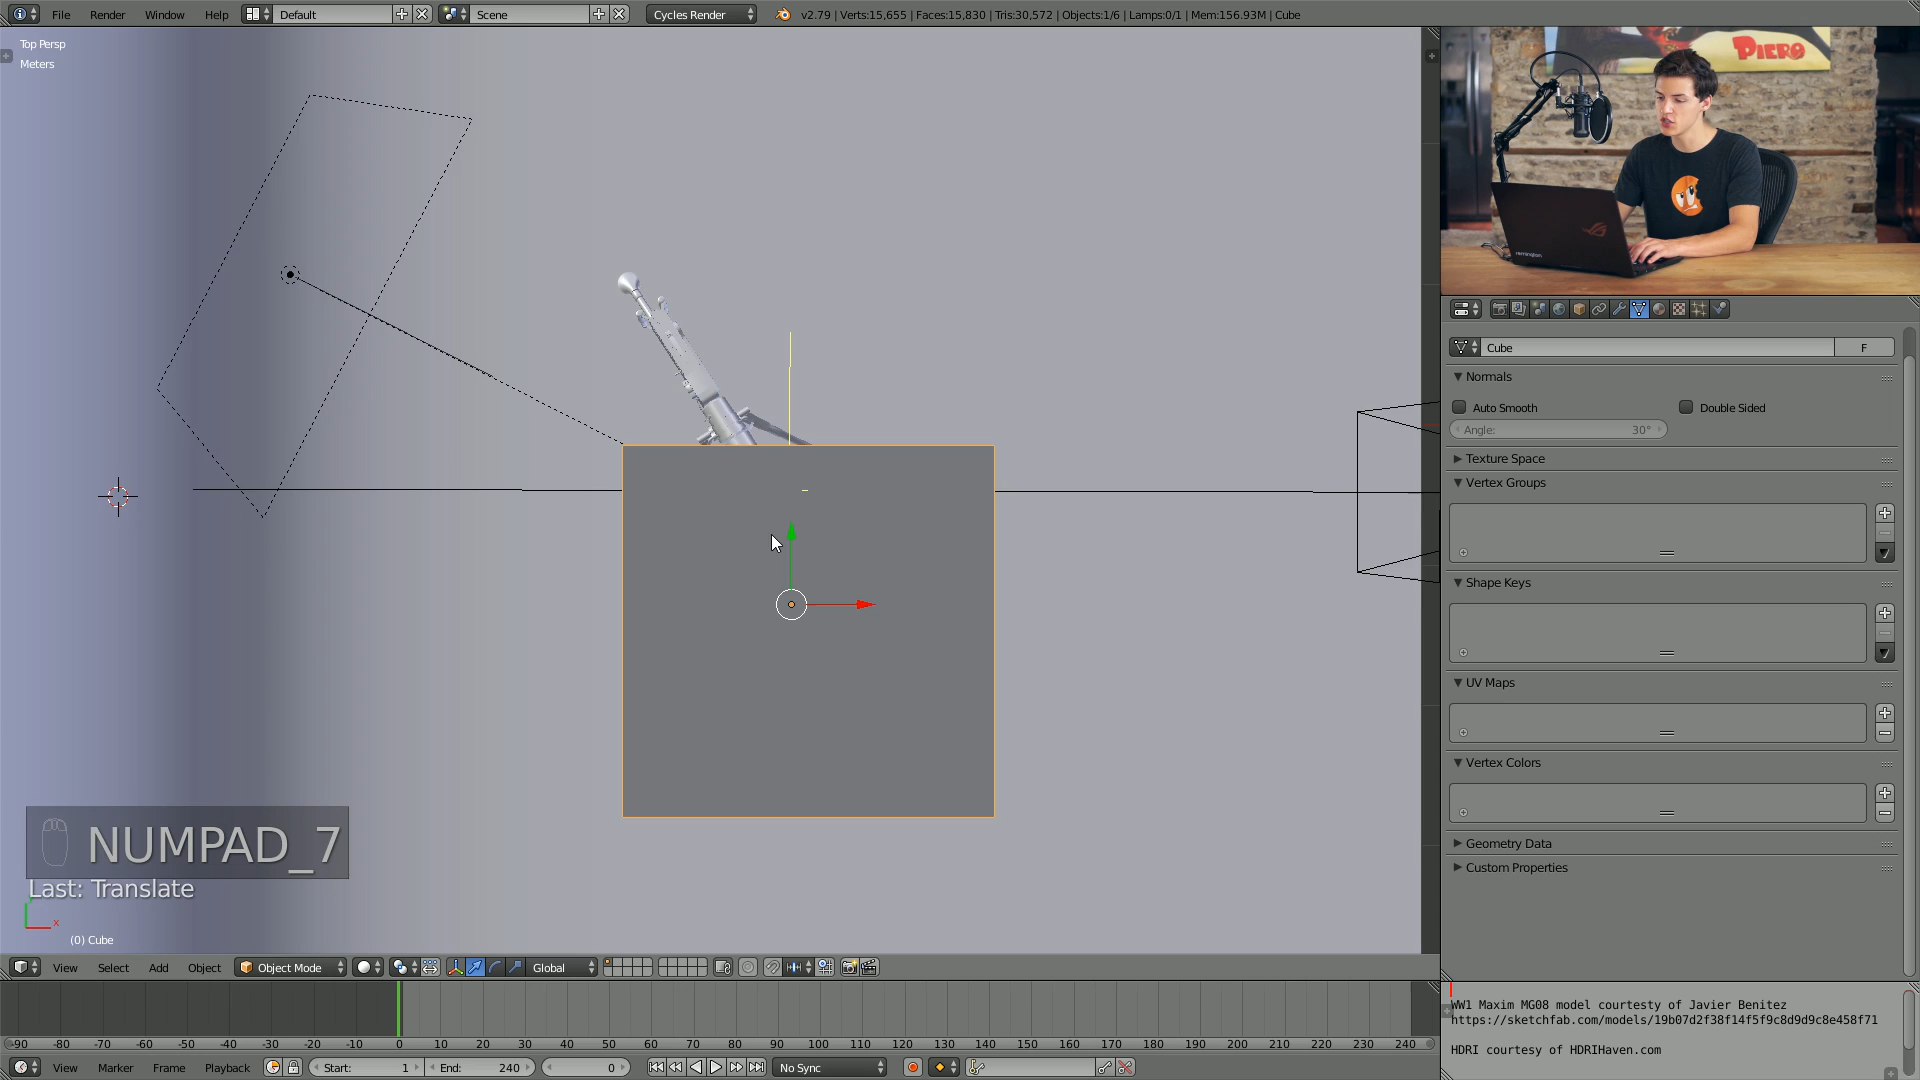 File Render Window Help Default Scene Cycles Render v2.79 | Verts:15,655 | Faces:15,830 | Tris:30,572 | Objects:1/6 | Lamps:0/1 | Mem:156.93M | Cube
Top Persp
Meters
PIERO
remington
Cube F
Normals
Auto Smooth Double Sided
Angle: 30°
Texture Space
Vertex Groups
Shape Keys
UV Maps
Vertex Colors
Geometry Data
Custom Properties
NUMPAD_7
Last: Translate
x
(0) Cube
View Select Add Object Object Mode Global
-90 -80 -70 -60 -50 -40 -30 -20 -10 0 10 20 30 40 50 60 70 80 90 100 110 120 130 140 150 160 170 180 190 200 210 220 230 240
View Marker Frame Playback Start: 1 End: 240 0 No Sync
WW1 Maxim MG08 model courtesty of Javier Benitez
https://sketchfab.com/models/19b07d2f38f14f5f9c8d9d9c8e458f71
HDRI courtesy of HDRIHaven.com